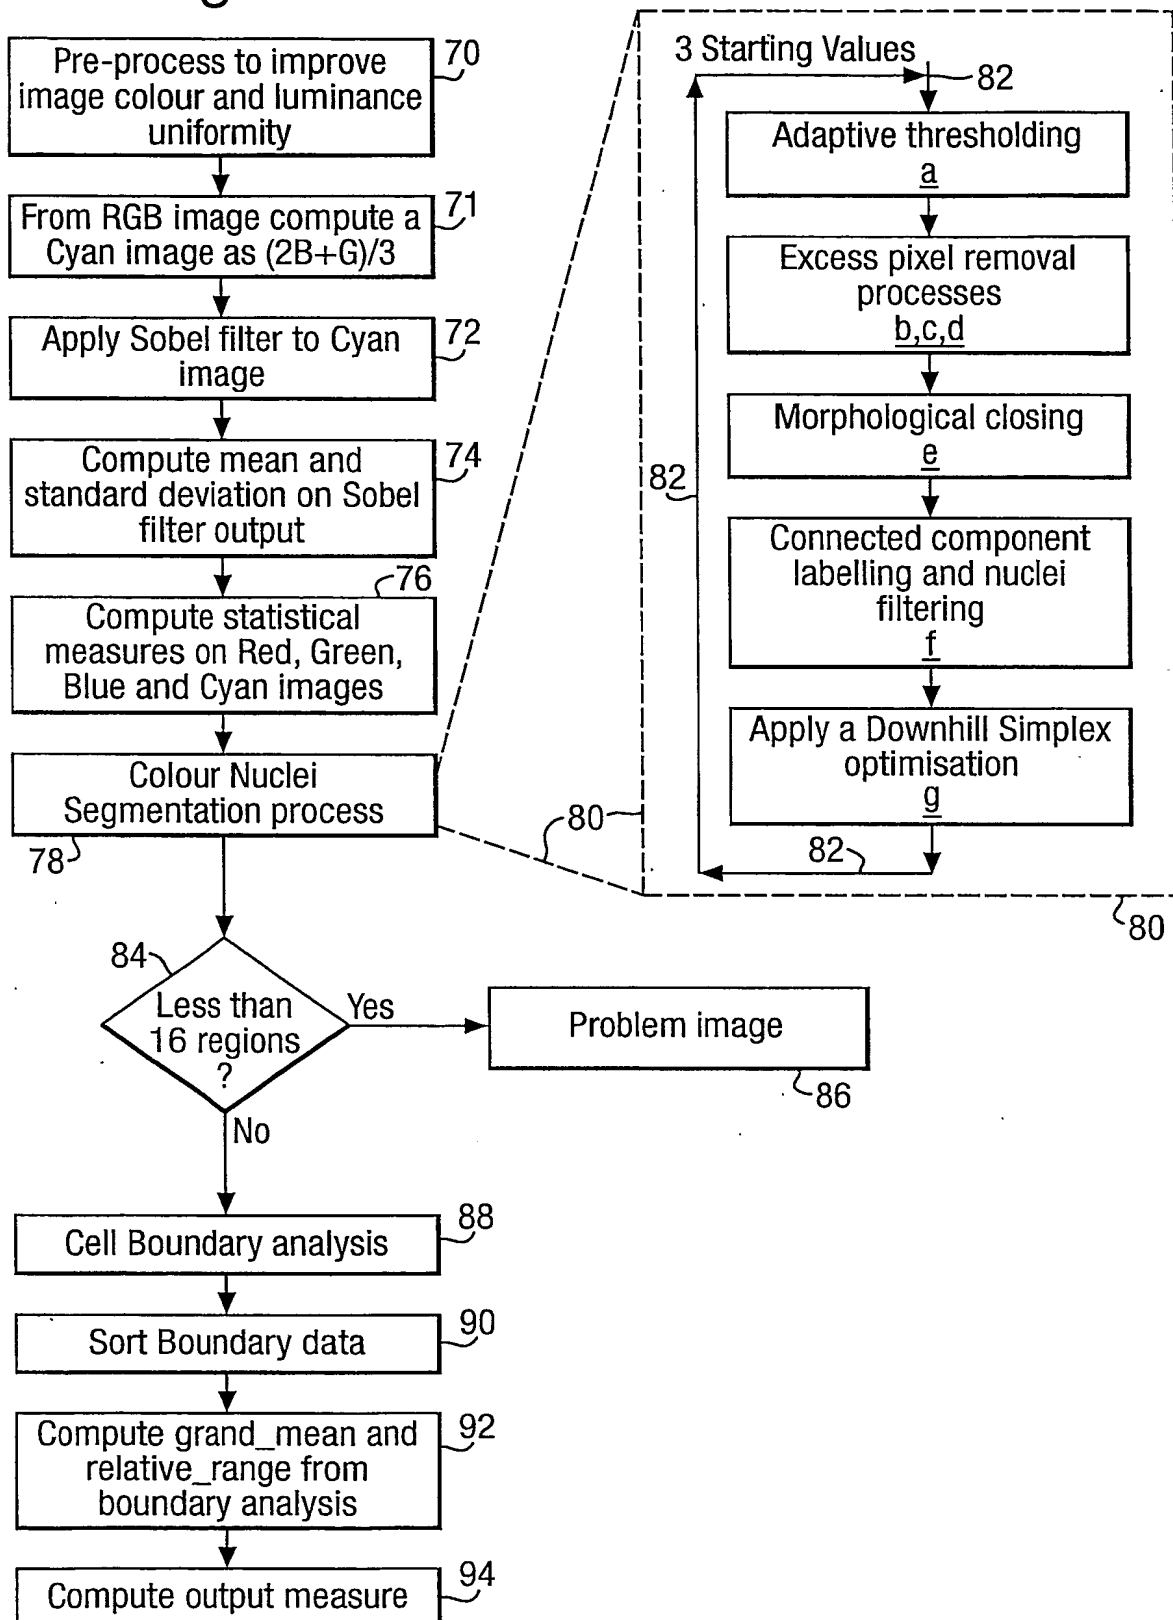 Pre-process to improve
image colour and luminance
uniformity
70
From RGB image compute a
Cyan image as (2B+G)/3
71
Apply Sobel filter to Cyan
image
72
Compute mean and
standard deviation on Sobel
filter output
74
76
Compute statistical
measures on Red, Green,
Blue and Cyan images
Colour Nuclei
Segmentation process
78
80
3 Starting Values
82
Adaptive thresholding
a
Excess pixel removal
processes
b,c,d
Morphological closing
e
82
Connected component
labelling and nuclei
filtering
f
Apply a Downhill Simplex
optimisation
g
82
80
84
Less than
16 regions
?
Yes
Problem image
86
No
Cell Boundary analysis
88
Sort Boundary data
90
Compute grand_mean and
relative_range from
boundary analysis
92
Compute output measure
94